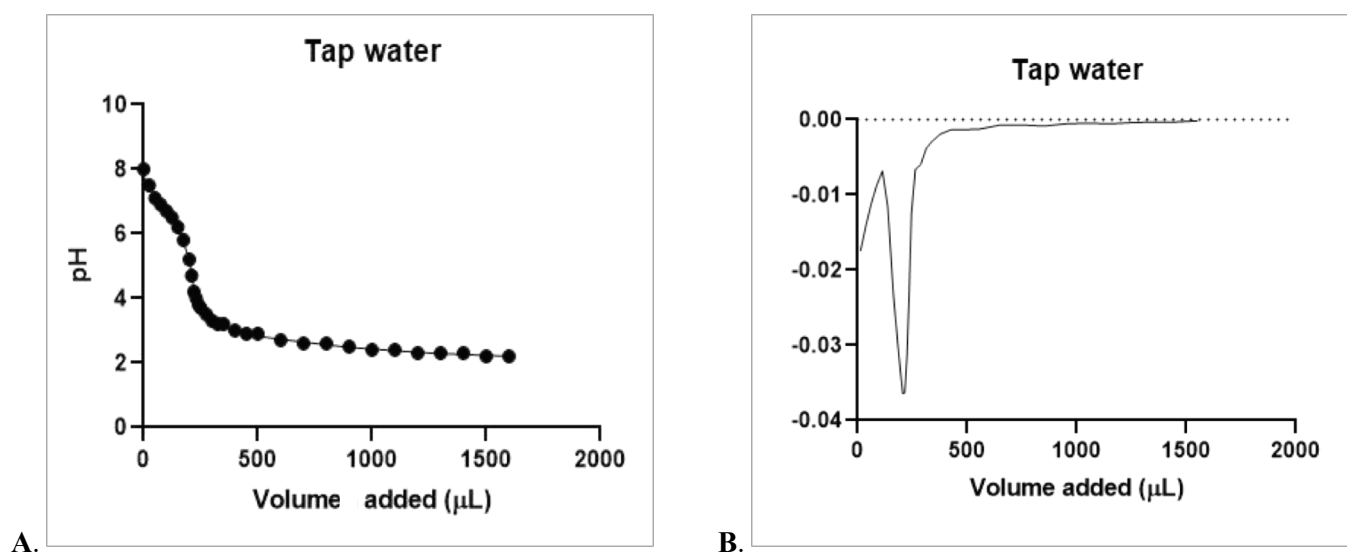 Tap water
10
8
6
4
2
0
pH
0 500 1000 1500 2000
Volume added (μL)
A.
Tap water
0.00
-0.01
-0.02
-0.03
-0.04
0 500 1000 1500 2000
Volume added (μL)
B.